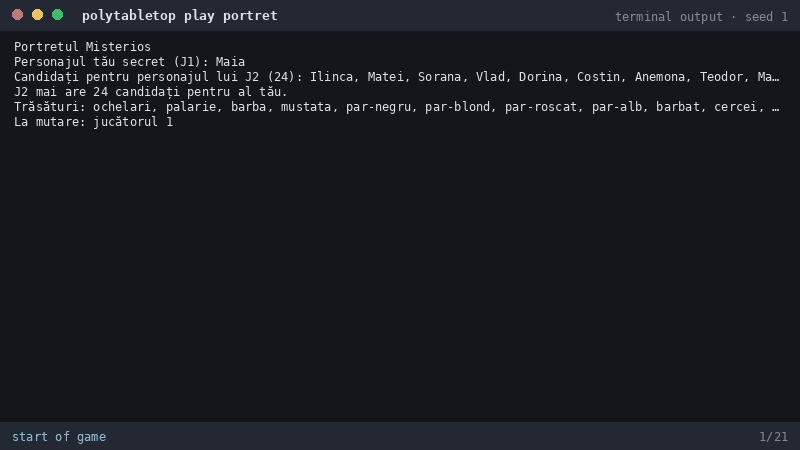 polytabletop play portret
terminal output · seed 1
Portretul Misterios
Personajul tău secret (J1): Maia
Candidați pentru personajul lui J2 (24): Ilinca, Matei, Sorana, Vlad, Dorina, Costin, Anemona, Teodor, Ma…
J2 mai are 24 candidați pentru al tău.
Trăsături: ochelari, palarie, barba, mustata, par-negru, par-blond, par-roscat, par-alb, barbat, cercei, …
La mutare: jucătorul 1
start of game
1/21